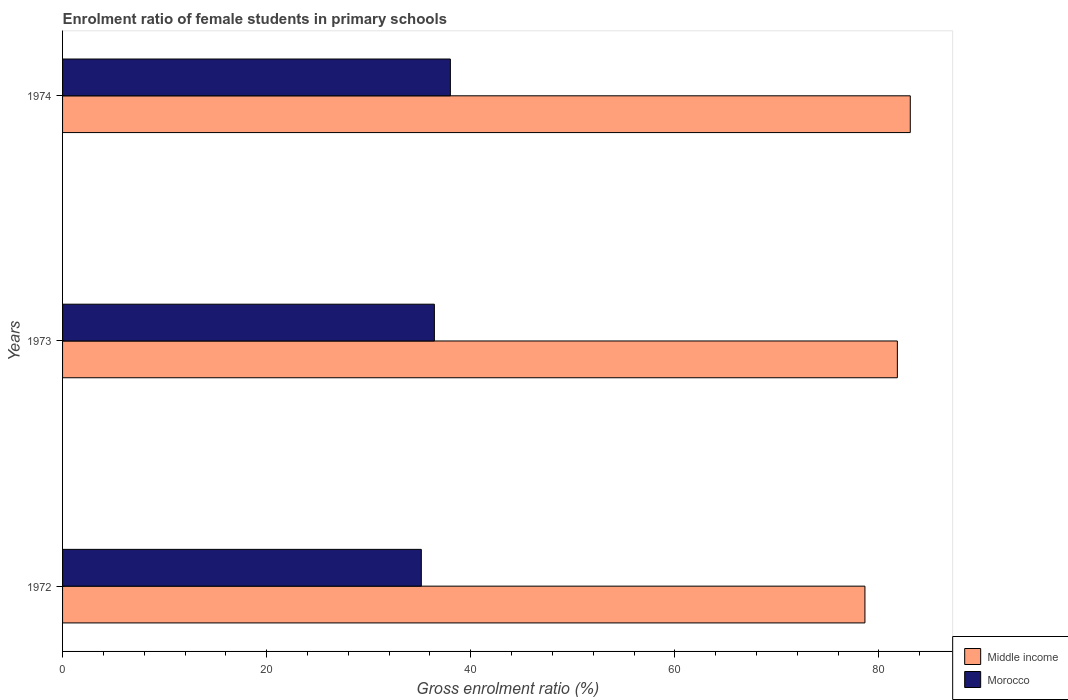 Enrolment ratio of female students in primary schools
1974
1973
1972
Years
0
20
40
60
80
Gross enrolment ratio (%)
Middle income
Morocco